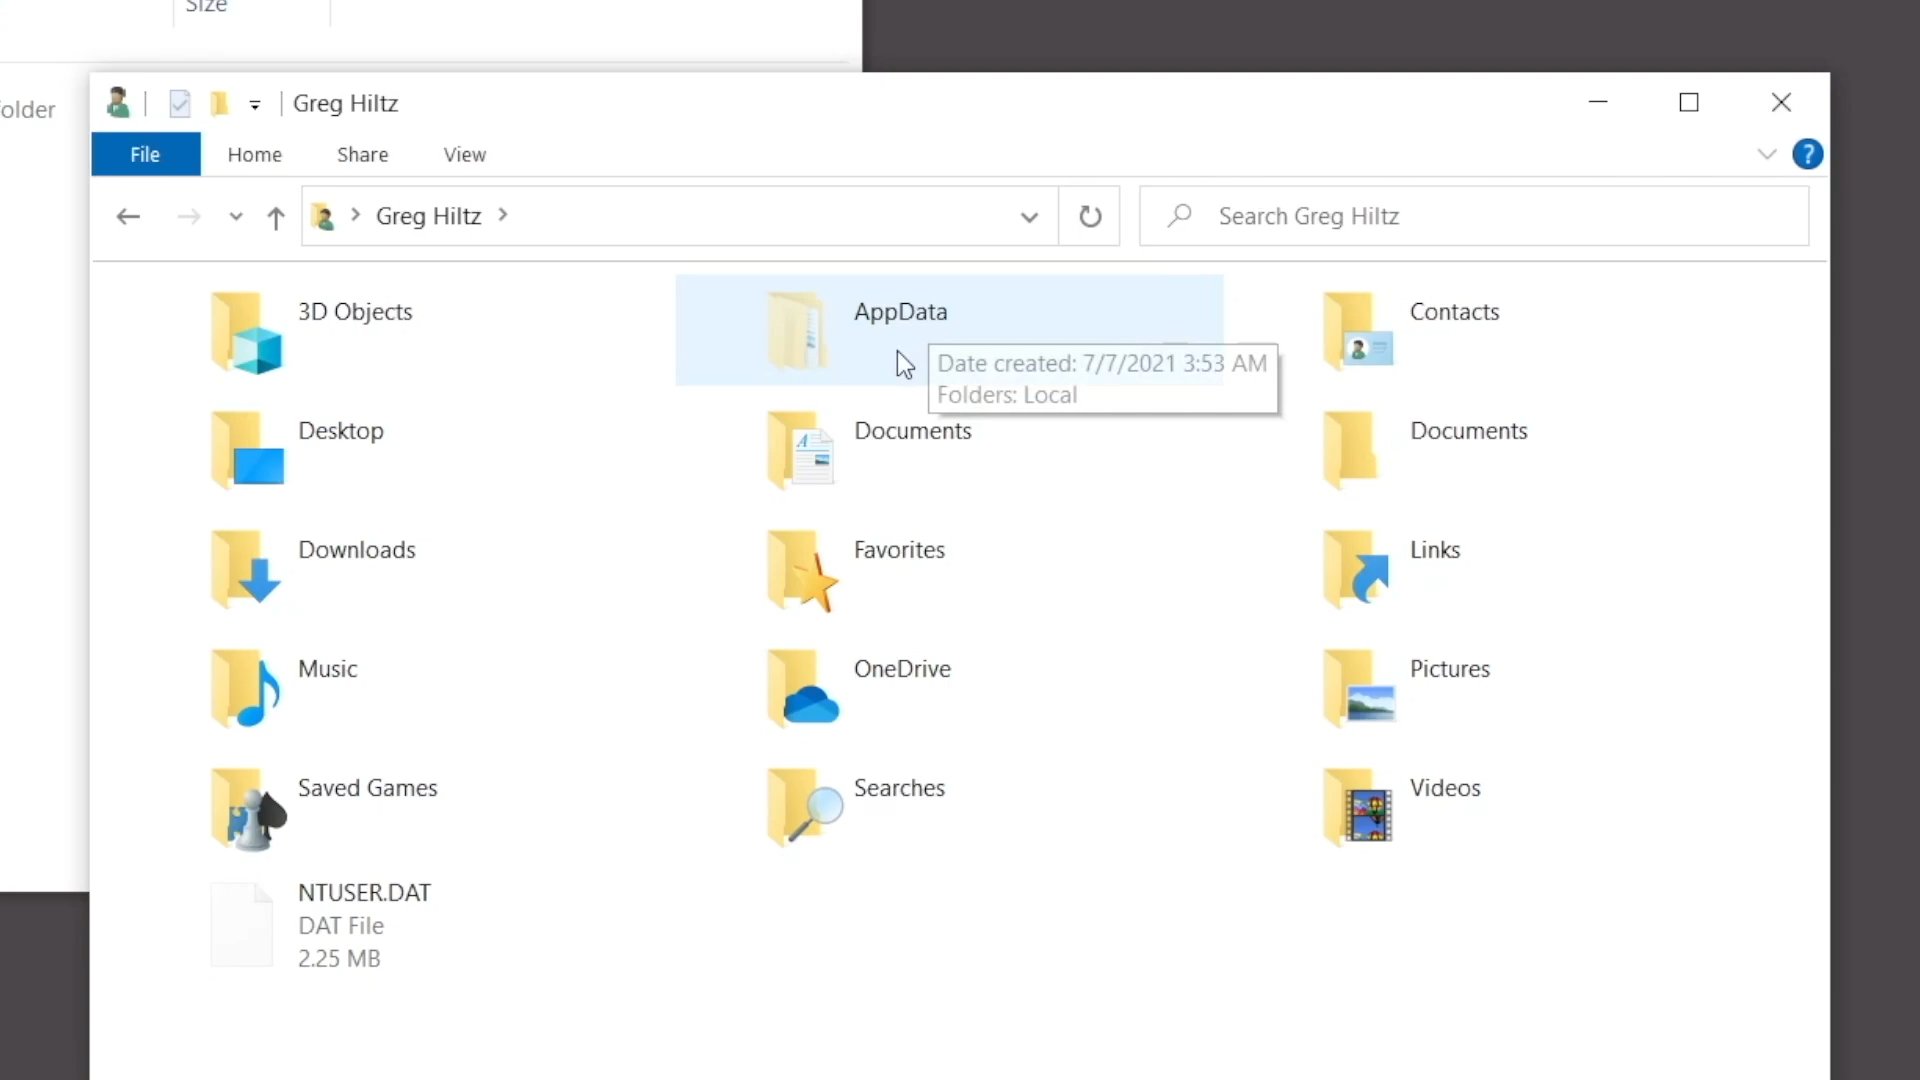 Size
older
Greg Hiltz
File
Home
Share
View
?
Greg Hiltz
Search Greg Hiltz
3D Objects
AppData
Contacts
Date created: 7/7/2021 3:53 AM
Folders: Local
Desktop
Documents
Documents
Downloads
Favorites
Links
Music
OneDrive
Pictures
Saved Games
Searches
Videos
NTUSER.DAT
DAT File
2.25 MB